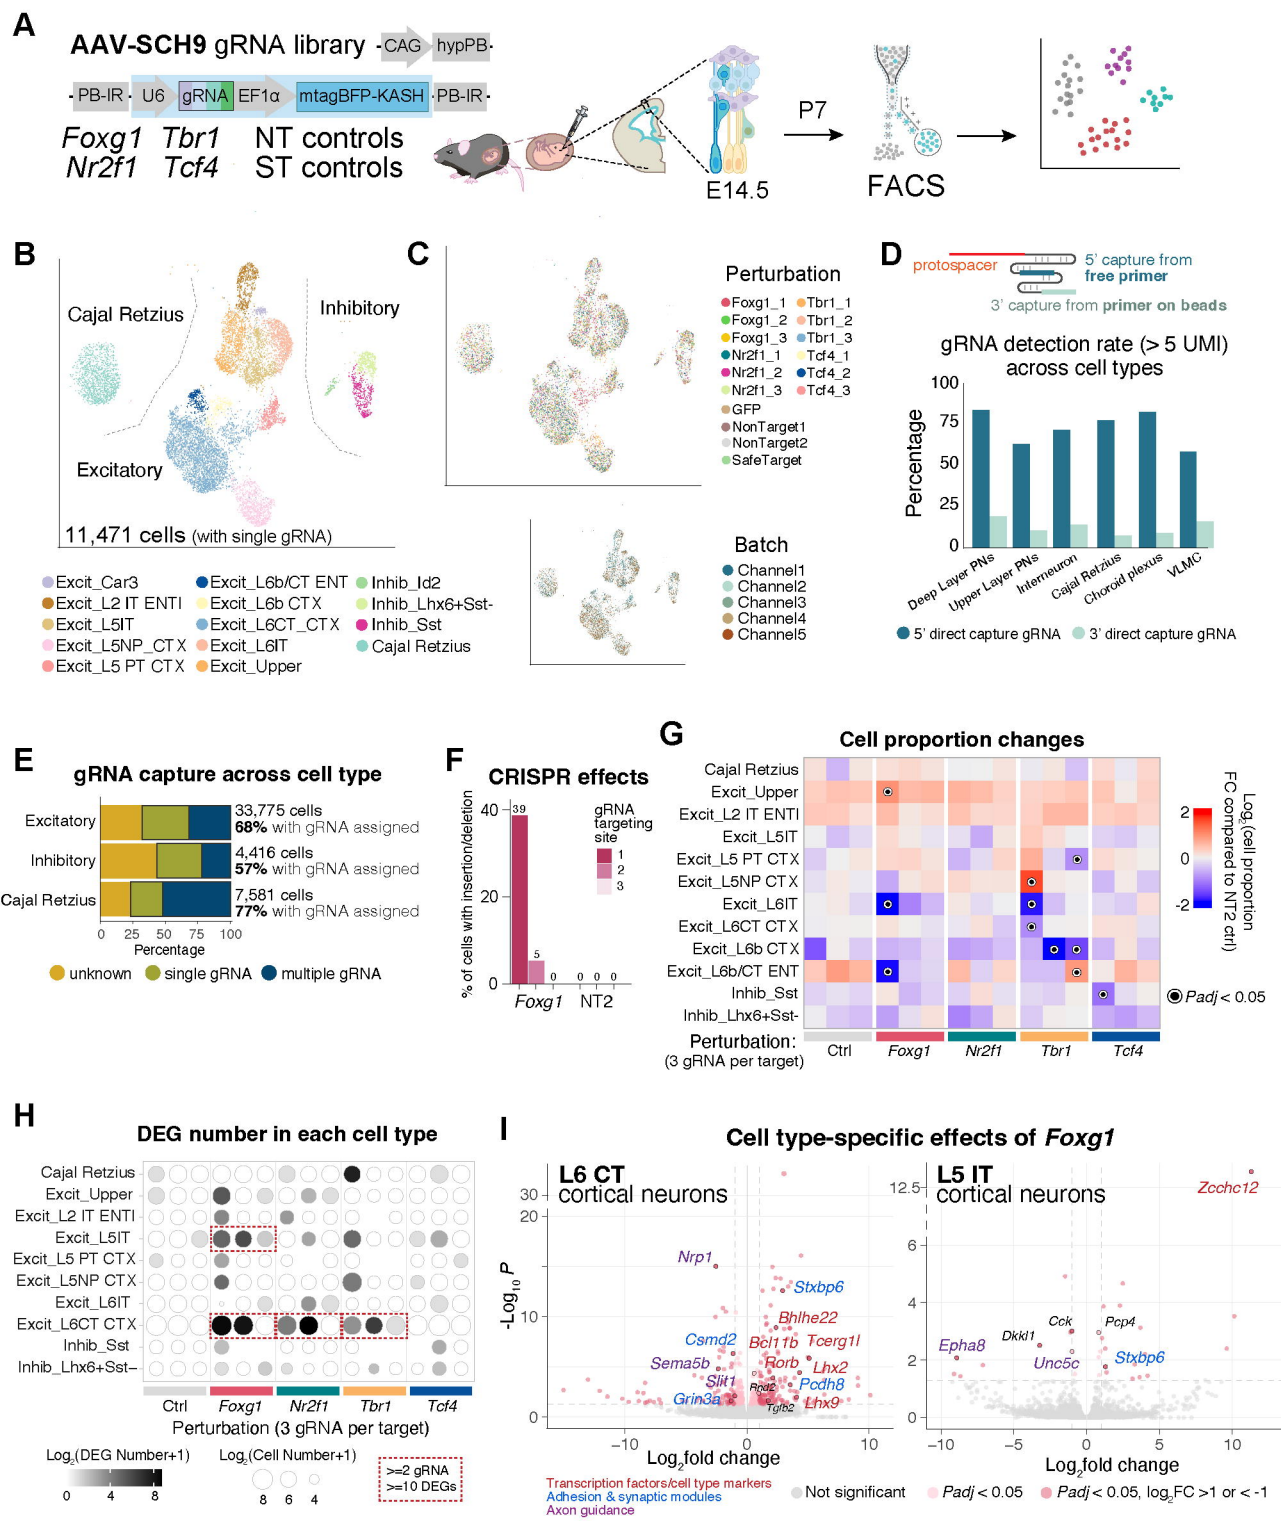 A
AAV-SCH9 gRNA library
CAG
hypPB
PB-IR
U6
gRNA
EF1α
mtagBFP-KASH
PB-IR
Foxg1 Tbr1 NT controls
Nr2f1 Tcf4 ST controls
E14.5
P7
FACS
B
Cajal Retzius
Inhibitory
Excitatory
11,471 cells (with single gRNA)
Excit_Car3
Excit_L2 IT ENTl
Excit_L5IT
Excit_L5NP_CTX
Excit_L5 PT CTX
Excit_L6b/CT ENT
Excit_L6b CTX
Excit_L6CT_CTX
Excit_L6IT
Excit_Upper
Inhib_Id2
Inhib_Lhx6+Sst-
Inhib_Sst
Cajal Retzius
C
Perturbation
Foxg1_1
Foxg1_2
Foxg1_3
Nr2f1_1
Nr2f1_2
Nr2f1_3
GFP
NonTarget1
NonTarget2
SafeTarget
Tbr1_1
Tbr1_2
Tbr1_3
Tcf4_1
Tcf4_2
Tcf4_3
Batch
Channel1
Channel2
Channel3
Channel4
Channel5
D
protospacer
5' capture from
free primer
3' capture from primer on beads
gRNA detection rate (> 5 UMI)
across cell types
Percentage
100
75
50
25
0
Deep Layer PNs
Upper Layer PNs
Interneuron
Cajal Retzius
Choroid plexus
VLMC
5' direct capture gRNA
3' direct capture gRNA
E
gRNA capture across cell type
Excitatory
33,775 cells
68% with gRNA assigned
Inhibitory
4,416 cells
57% with gRNA assigned
Cajal Retzius
7,581 cells
77% with gRNA assigned
0 25 50 75 100
Percentage
unknown
single gRNA
multiple gRNA
F
CRISPR effects
% of cells with insertion/deletion
40
20
0
39
5
0
0 0 0
Foxg1
NT2
gRNA
targeting
site
1
2
3
G
Cell proportion changes
Cajal Retzius
Excit_Upper
Excit_L2 IT ENTI
Excit_L5IT
Excit_L5 PT CTX
Excit_L5NP CTX
Excit_L6IT
Excit_L6CT CTX
Excit_L6b CTX
Excit_L6b/CT ENT
Inhib_Sst
Inhib_Lhx6+Sst-
Perturbation:
(3 gRNA per target)
Ctrl
Foxg1
Nr2f1
Tbr1
Tcf4
2
0
-2
Log2(cell proportion
FC compared to NT2 ctrl)
Padj < 0.05
H
DEG number in each cell type
Cajal Retzius
Excit_Upper
Excit_L2 IT ENTI
Excit_L5IT
Excit_L5 PT CTX
Excit_L5NP CTX
Excit_L6IT
Excit_L6CT CTX
Inhib_Sst
Inhib_Lhx6+Sst−
Ctrl
Foxg1
Nr2f1
Tbr1
Tcf4
Perturbation (3 gRNA per target)
Log2(DEG Number+1)
0 4 8
Log2(Cell Number+1)
8 6 4
>=2 gRNA
>=10 DEGs
I
Cell type-specific effects of Foxg1
L6 CT
cortical neurons
-Log10 P
30
20
10
0
Nrp1
Stxbp6
Bhlhe22
Csmd2
Bcl11b
Tcerg1l
Sema5b
Rorb
Lhx2
Slit1
Rnd2
Pcdh8
Grin3a
Tgfb2
Lhx9
−10 0 10
Log2fold change
L5 IT
cortical neurons
12.5
6
4
2
0
Zcchc12
Cck
Pcp4
Dkkl1
Epha8
Unc5c
Stxbp6
−10 −5 0 5 10
Log2fold change
Transcription factors/cell type markers
Adhesion & synaptic modules
Axon guidance
Not significant
Padj < 0.05
Padj < 0.05, log2FC >1 or < -1